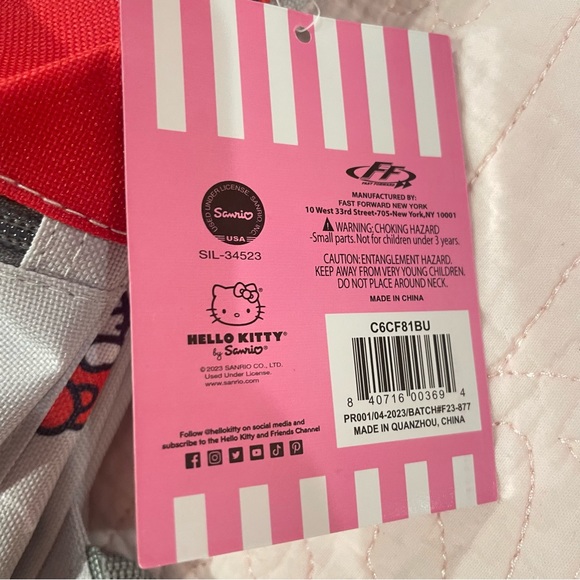 USED UNDER LICENSE · SANRIO, INC.
Sanrio
USA
SIL-34523
HELLO KITTY®
by Sanrio®
© 2023 SANRIO CO., LTD.
Used Under License.
www.sanrio.com
FF
FAST FORWARD
MANUFACTURED BY:
FAST FORWARD NEW YORK
10 West 33rd Street-705-New York,NY 10001
WARNING: CHOKING HAZARD
-Small parts. Not for children under 3 years.
CAUTION: ENTANGLEMENT HAZARD.
KEEP AWAY FROM VERY YOUNG CHILDREN,
DO NOT PLACE AROUND NECK.
MADE IN CHINA
C6CF81BU
8 40716 00369 4
PR001/04-2023/BATCH#F23-877
MADE IN QUANZHOU, CHINA
Follow @hellokitty on social media and
subscribe to the Hello Kitty and Friends Channel